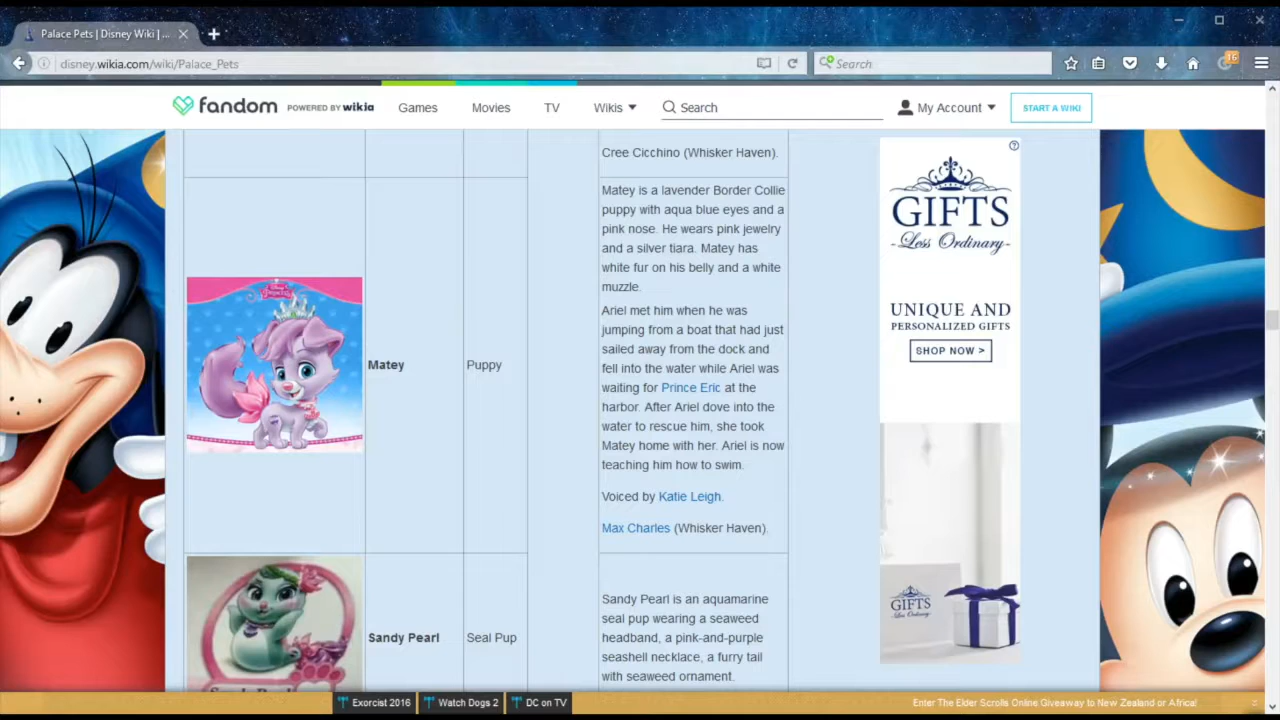 Palace Pets | Disney Wiki | ...
disney.wikia.com/wiki/Palace_Pets
Search
16
fandom POWERED BY wikia
Games
Movies
TV
Wikis
Search
My Account
START A WIKI
Cree Cicchino (Whisker Haven).
Matey
Puppy
Matey is a lavender Border Collie
puppy with aqua blue eyes and a
pink nose. He wears pink jewelry
and a silver tiara. Matey has
white fur on his belly and a white
muzzle.
Ariel met him when he was
jumping from a boat that had just
sailed away from the dock and
fell into the water while Ariel was
waiting for Prince Eric at the
harbor. After Ariel dove into the
water to rescue him, she took
Matey home with her. Ariel is now
teaching him how to swim.
Voiced by Katie Leigh.
Max Charles (Whisker Haven).
Sandy Pearl
Seal Pup
Sandy Pearl is an aquamarine
seal pup wearing a seaweed
headband, a pink-and-purple
seashell necklace, a furry tail
with seaweed ornament.
GIFTS
-Less Ordinary-
UNIQUE AND
PERSONALIZED GIFTS
SHOP NOW >
GIFTS
Exorcist 2016
Watch Dogs 2
DC on TV
Enter The Elder Scrolls Online Giveaway to New Zealand or Africa!